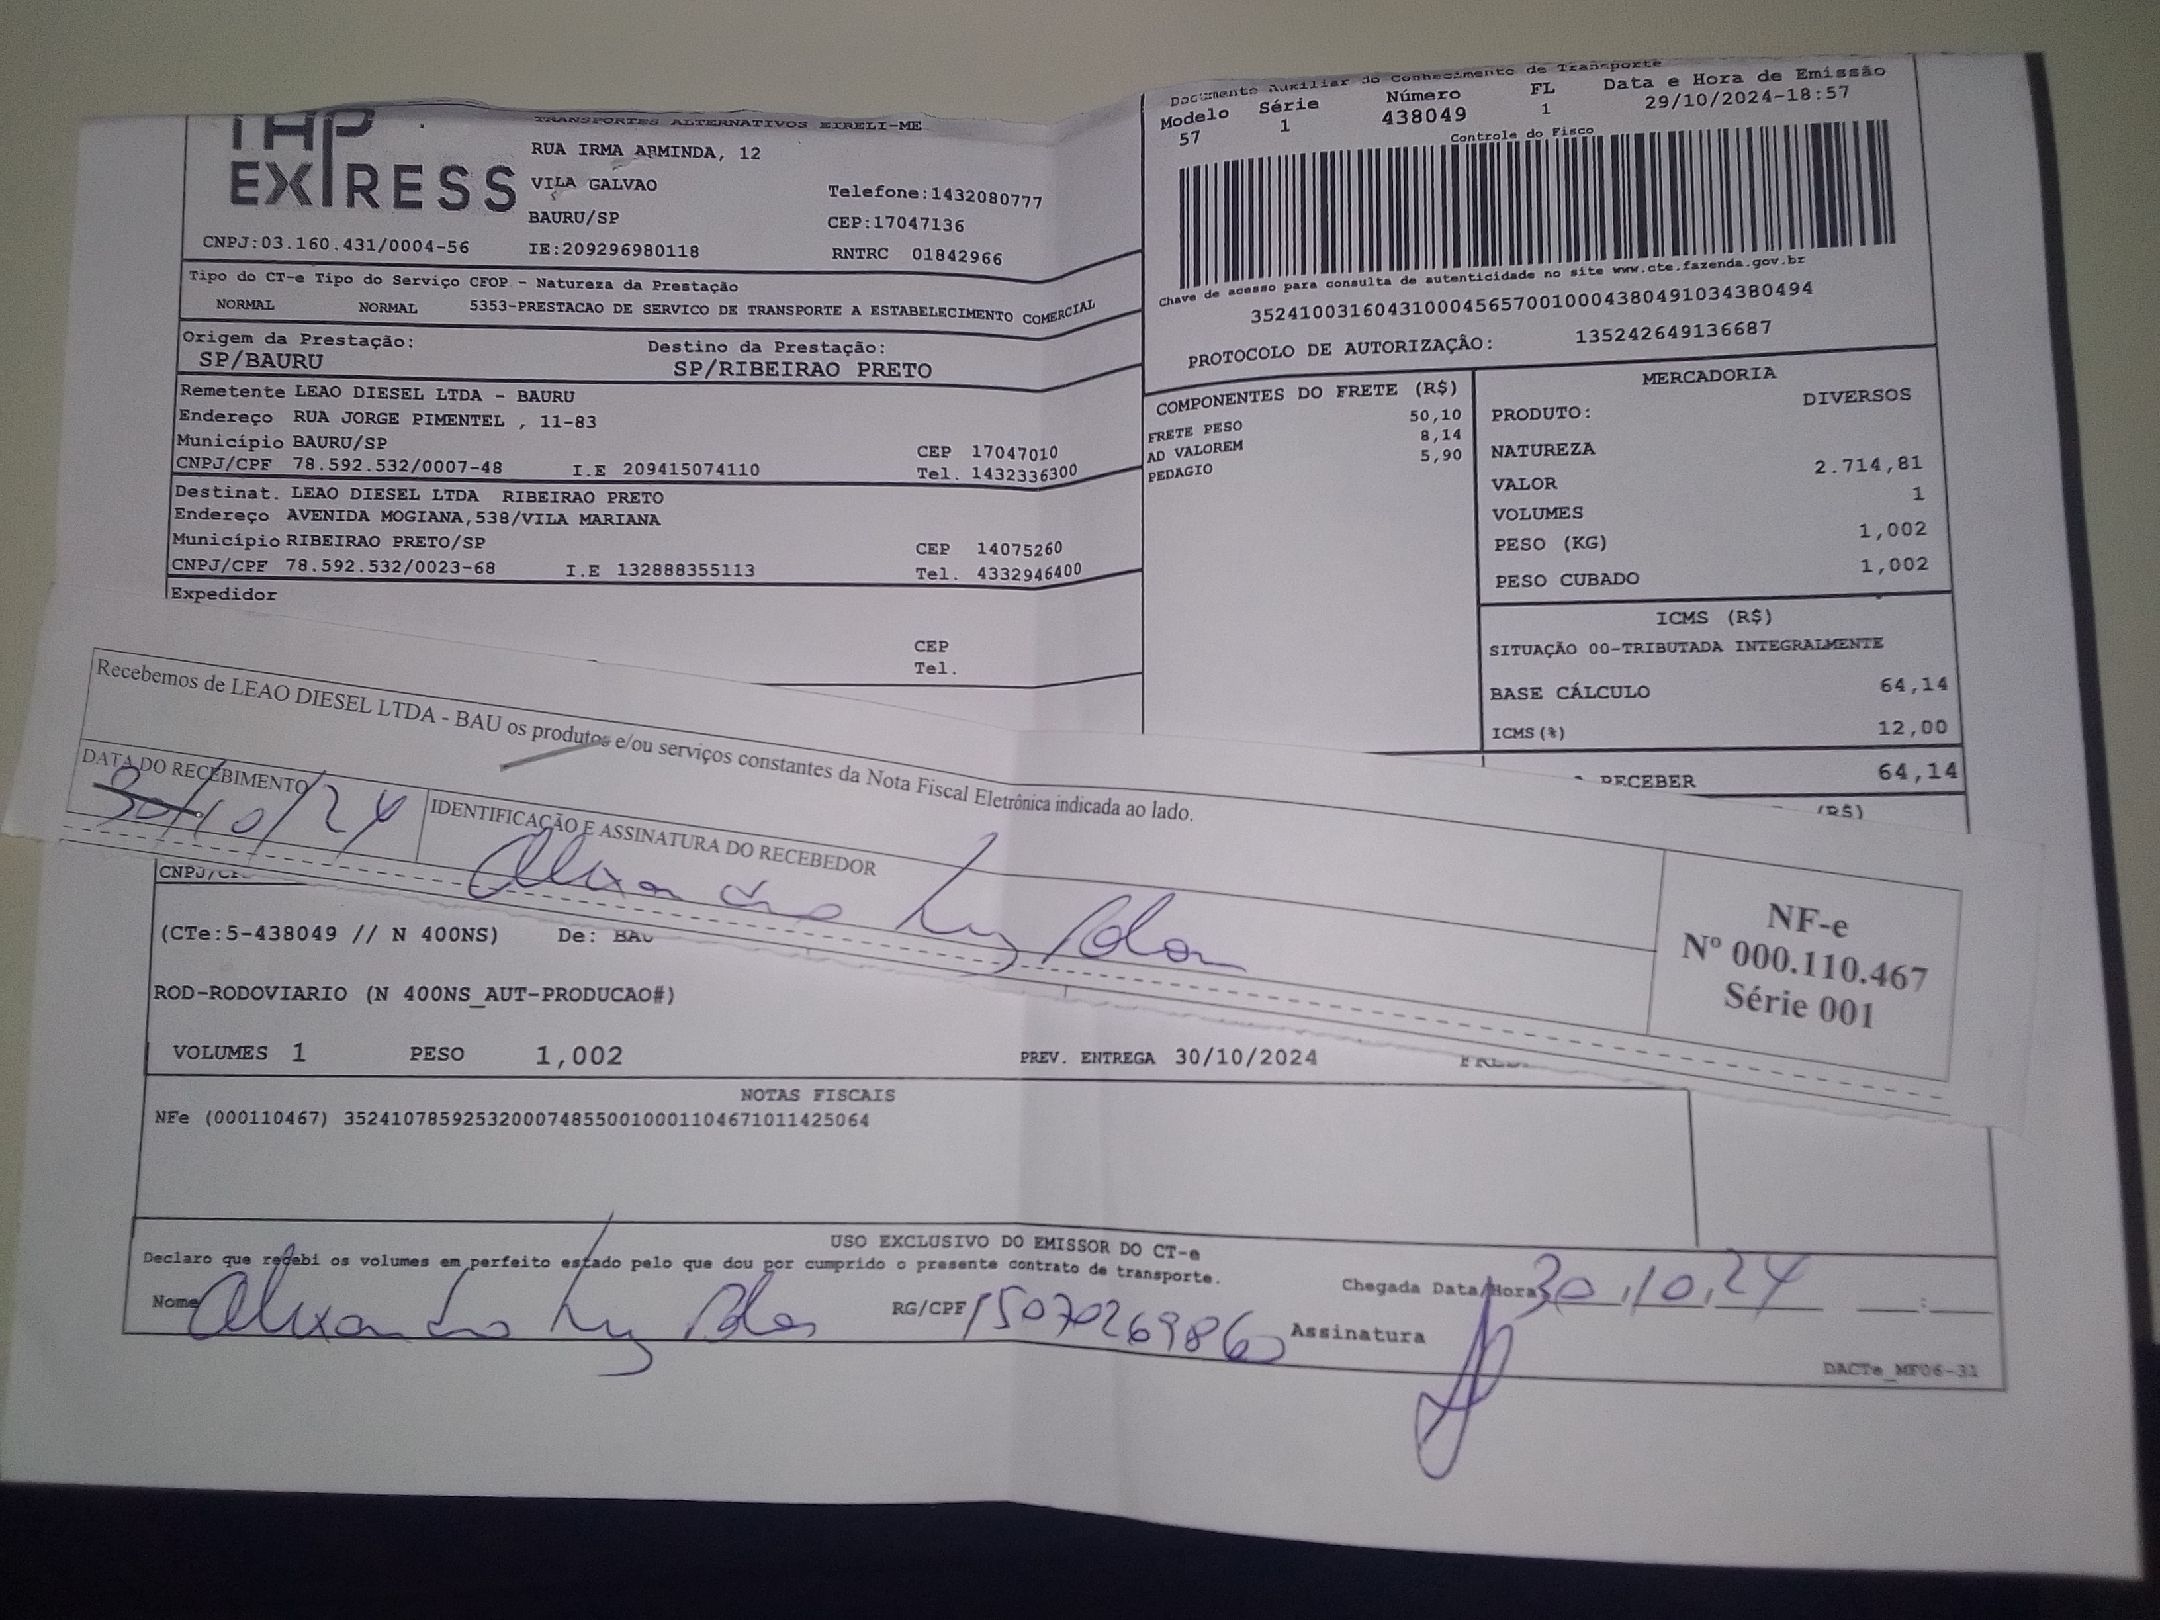 THP
EXPRESS
TRANSPORTES ALTERNATIVOS EIRELI-ME
RUA IRMA ARMINDA, 12
VILA GALVAO
Telefone:1432080777
BAURU/SP
CEP:17047136
CNPJ:03.160.431/0004-56
IE:209296980118
RNTRC 01842966
Documento Auxiliar do Conhecimento de Transporte
Modelo Série Número FL Data e Hora de Emissão
57 1 438049 1 29/10/2024-18:57
Controle do Fisco
Chave de acesso para consulta de autenticidade no site www.cte.fazenda.gov.br
35241003160431000456570010004380491034380494
PROTOCOLO DE AUTORIZAÇÃO: 135242649136687
Tipo do CT-e Tipo do Serviço CFOP - Natureza da Prestação
NORMAL NORMAL 5353-PRESTACAO DE SERVICO DE TRANSPORTE A ESTABELECIMENTO COMERCIAL
Origem da Prestação: Destino da Prestação:
SP/BAURU SP/RIBEIRAO PRETO
Remetente LEAO DIESEL LTDA - BAURU
Endereço RUA JORGE PIMENTEL , 11-83
Município BAURU/SP CEP 17047010
CNPJ/CPF 78.592.532/0007-48 I.E 209415074110 Tel. 1432336300
Destinat. LEAO DIESEL LTDA RIBEIRAO PRETO
Endereço AVENIDA MOGIANA,538/VILA MARIANA
Município RIBEIRAO PRETO/SP CEP 14075260
CNPJ/CPF 78.592.532/0023-68 I.E 132888355113 Tel. 4332946400
Expedidor
CEP
Tel.
COMPONENTES DO FRETE (R$)
FRETE PESO 50,10
AD VALOREM 8,14
PEDAGIO 5,90
MERCADORIA
PRODUTO: DIVERSOS
NATUREZA
VALOR 2.714,81
VOLUMES 1
PESO (KG) 1,002
PESO CUBADO 1,002
ICMS (R$)
SITUAÇÃO 00-TRIBUTADA INTEGRALMENTE
BASE CÁLCULO 64,14
ICMS(%) 12,00
RECEBER 64,14
(R$)
Recebemos de LEAO DIESEL LTDA - BAU os produtos e/ou serviços constantes da Nota Fiscal Eletrônica indicada ao lado.
DATA DO RECEBIMENTO
30/10/24
IDENTIFICAÇÃO E ASSINATURA DO RECEBEDOR
NF-e
Nº 000.110.467
Série 001
(CTe:5-438049 // N 400NS) De: BAU
ROD-RODOVIARIO (N 400NS_AUT-PRODUCAO#)
VOLUMES 1 PESO 1,002 PREV. ENTREGA 30/10/2024
NOTAS FISCAIS
NFe (000110467) 35241078592532000748550010001104671011425064
USO EXCLUSIVO DO EMISSOR DO CT-e
Declaro que recebi os volumes em perfeito estado pelo que dou por cumprido o presente contrato de transporte.
Chegada Data/Hora 30,10,24 __:__
Nome
RG/CPF 15070269860
Assinatura
DACTe_MF06-31